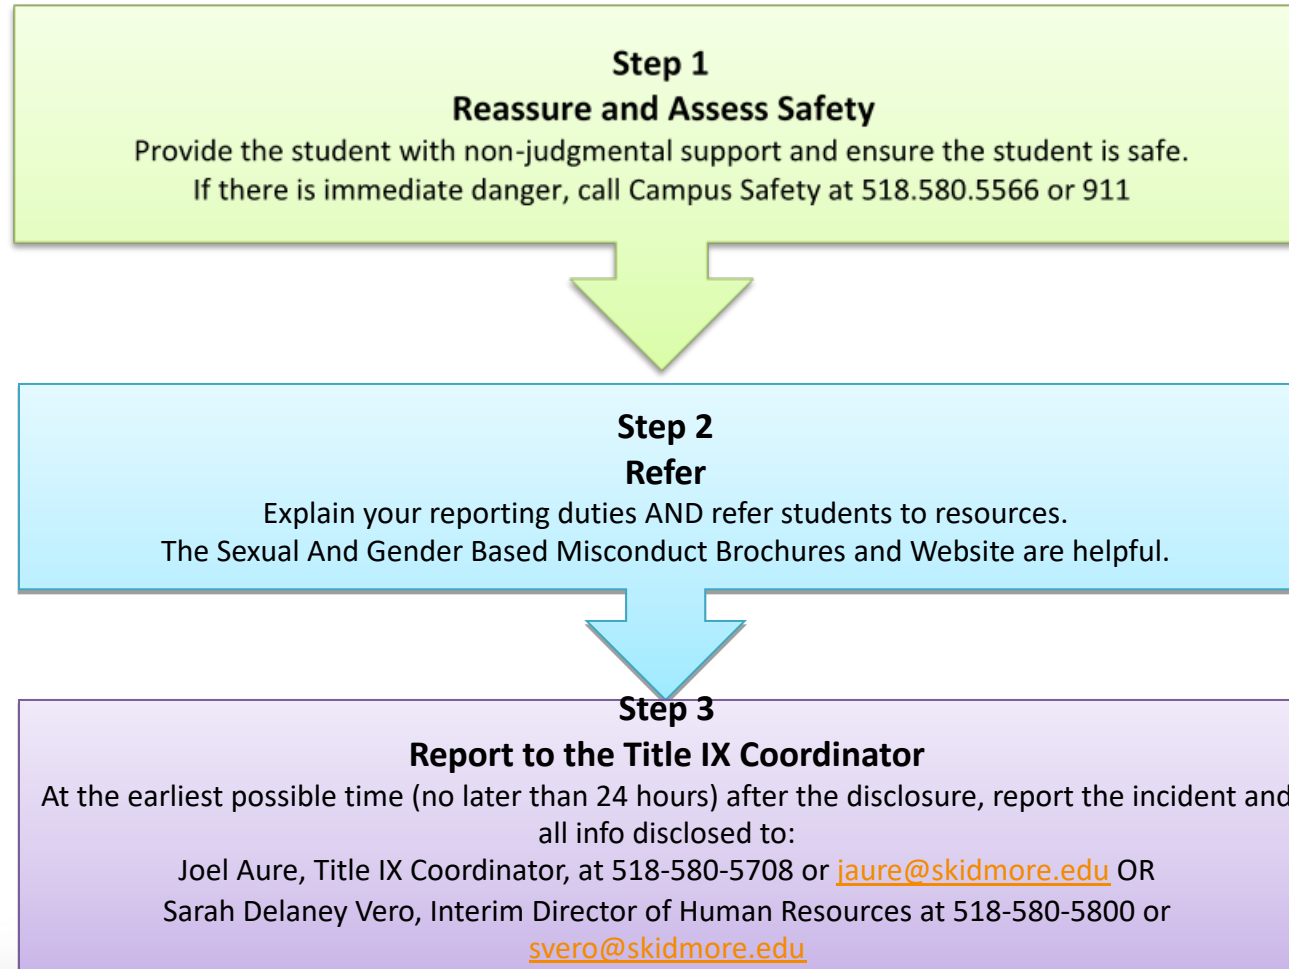 Step 1
Reassure and Assess Safety
Provide the student with non-judgmental support and ensure the student is safe.
If there is immediate danger, call Campus Safety at 518.580.5566 or 911
Step 2
Refer
Explain your reporting duties AND refer students to resources.
The Sexual And Gender Based Misconduct Brochures and Website are helpful.
Step 3
Report to the Title IX Coordinator
At the earliest possible time (no later than 24 hours) after the disclosure, report the incident and
all info disclosed to:
Joel Aure, Title IX Coordinator, at 518-580-5708 or jaure@skidmore.edu OR
Sarah Delaney Vero, Interim Director of Human Resources at 518-580-5800 or
svero@skidmore.edu